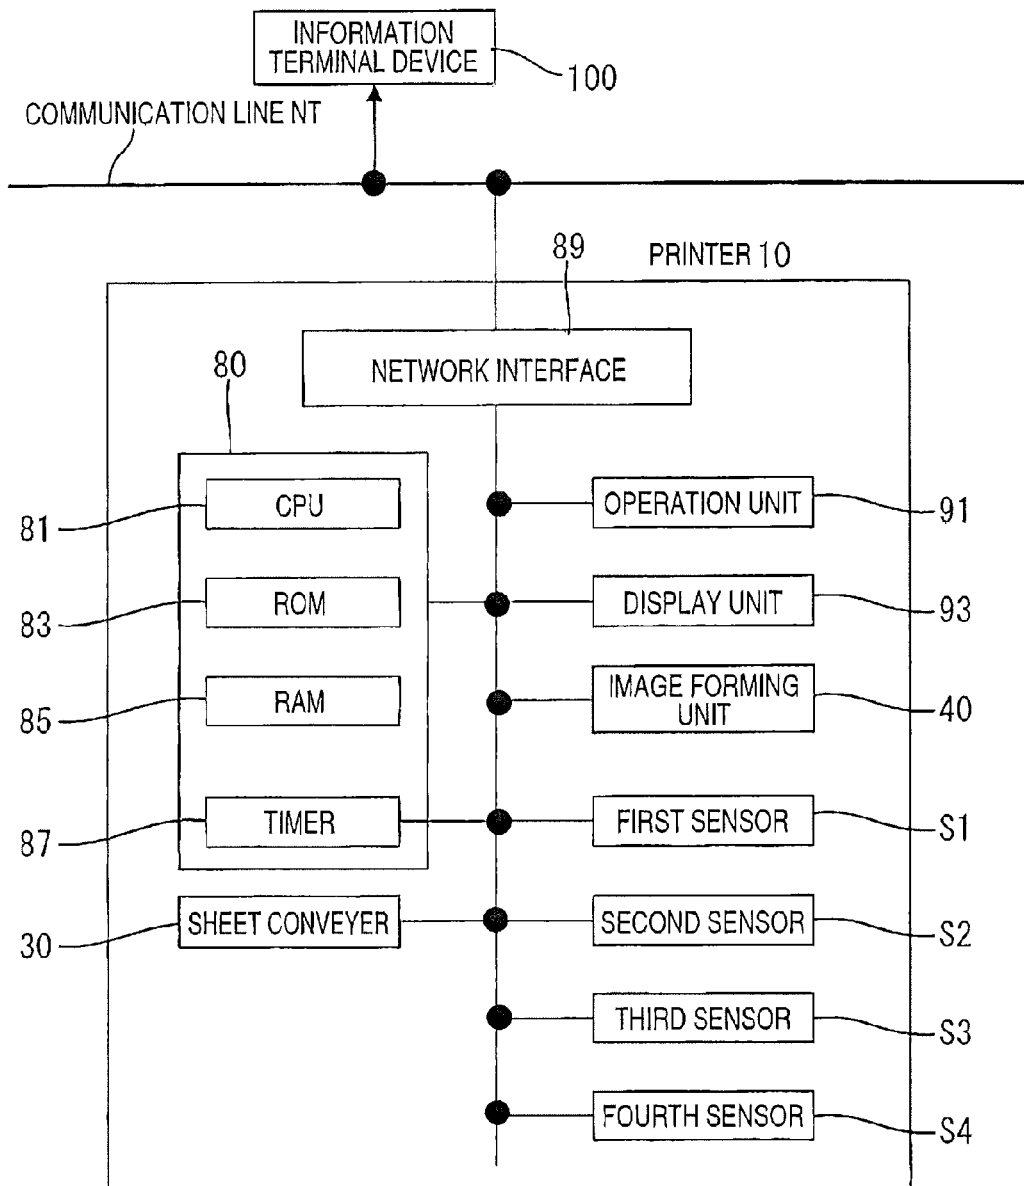 INFORMATION
TERMINAL DEVICE
100
COMMUNICATION LINE NT
89
PRINTER 10
NETWORK INTERFACE
80
CPU
81
OPERATION UNIT
91
ROM
83
DISPLAY UNIT
93
RAM
85
IMAGE FORMING
UNIT
40
TIMER
87
FIRST SENSOR
S1
SHEET CONVEYER
30
SECOND SENSOR
S2
THIRD SENSOR
S3
FOURTH SENSOR
S4